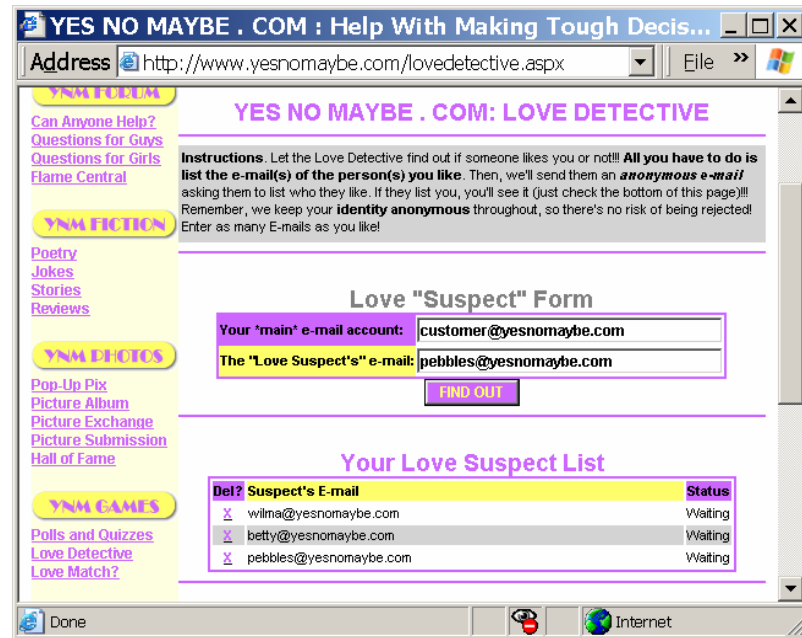 YES NO MAYBE . COM : Help With Making Tough Decis...
Address http://www.yesnomaybe.com/lovedetective.aspx File »
YNM FORUM
Can Anyone Help?
Questions for Guys
Questions for Girls
Flame Central
YNM FICTION
Poetry
Jokes
Stories
Reviews
YNM PHOTOS
Pop-Up Pix
Picture Album
Picture Exchange
Picture Submission
Hall of Fame
YNM GAMES
Polls and Quizzes
Love Detective
Love Match?
YES NO MAYBE . COM: LOVE DETECTIVE
Instructions. Let the Love Detective find out if someone likes you or not!!! All you have to do is
list the e-mail(s) of the person(s) you like. Then, we'll send them an anonymous e-mail
asking them to list who they like. If they list you, you'll see it (just check the bottom of this page)!!!
Remember, we keep your identity anonymous throughout, so there's no risk of being rejected!
Enter as many E-mails as you like!
Love "Suspect" Form
Your *main* e-mail account: customer@yesnomaybe.com
The "Love Suspect's" e-mail: pebbles@yesnomaybe.com
FIND OUT
Your Love Suspect List
Del? Suspect's E-mail Status
X wilma@yesnomaybe.com Waiting
X betty@yesnomaybe.com Waiting
X pebbles@yesnomaybe.com Waiting
Done Internet